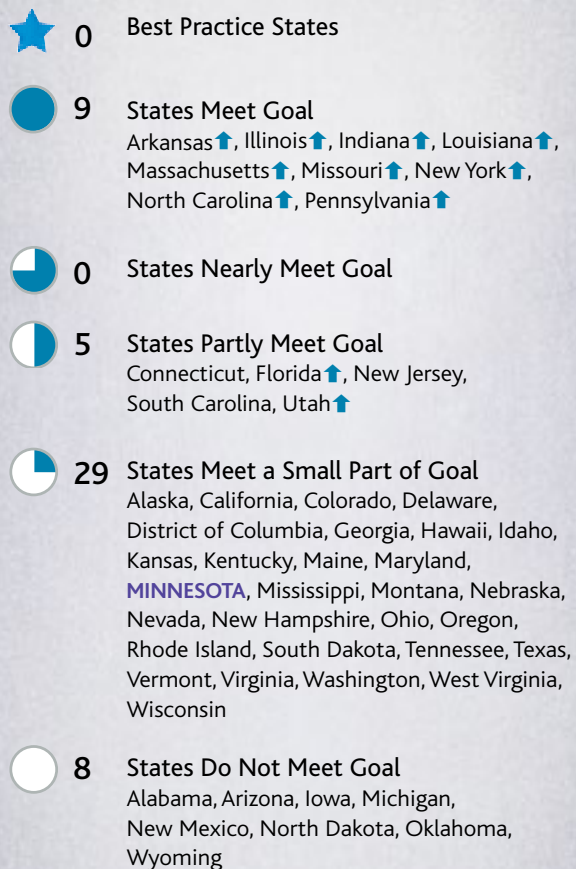 0 Best Practice States
9 States Meet Goal
Arkansas⬆, Illinois⬆, Indiana⬆, Louisiana⬆,
Massachusetts⬆, Missouri⬆, New York⬆,
North Carolina⬆, Pennsylvania⬆
0 States Nearly Meet Goal
5 States Partly Meet Goal
Connecticut, Florida⬆, New Jersey,
South Carolina, Utah⬆
29 States Meet a Small Part of Goal
Alaska, California, Colorado, Delaware,
District of Columbia, Georgia, Hawaii, Idaho,
Kansas, Kentucky, Maine, Maryland,
MINNESOTA, Mississippi, Montana, Nebraska,
Nevada, New Hampshire, Ohio, Oregon,
Rhode Island, South Dakota, Tennessee, Texas,
Vermont, Virginia, Washington, West Virginia,
Wisconsin
8 States Do Not Meet Goal
Alabama, Arizona, Iowa, Michigan,
New Mexico, North Dakota, Oklahoma,
Wyoming